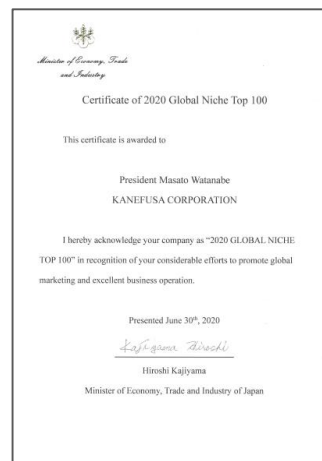 Minister of Economy, Trade
and Industry
Certificate of 2020 Global Niche Top 100
This certificate is awarded to
President Masato Watanabe
KANEFUSA CORPORATION
I hereby acknowledge your company as “2020 GLOBAL NICHE
TOP 100” in recognition of your considerable efforts to promote global
marketing and excellent business operation.
Presented June 30th, 2020
Kajiyama Hiroshi
Hiroshi Kajiyama
Minister of Economy, Trade and Industry of Japan